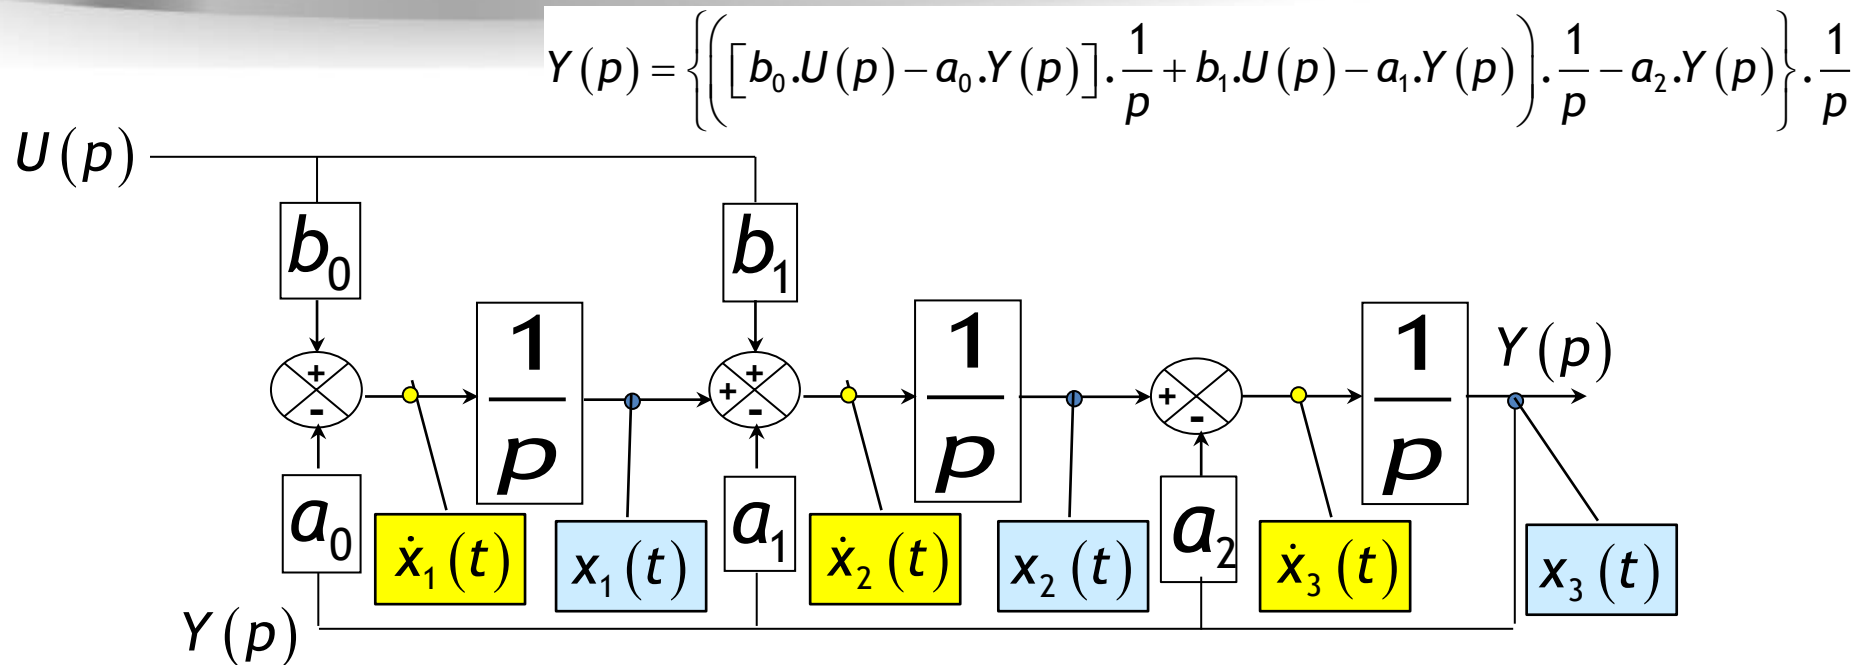 Y(p) = {([b₀.U(p) − a₀.Y(p)].1/p + b₁.U(p) − a₁.Y(p)).1/p − a₂.Y(p)}.1/p
U(p)
b₀ b₁
+ - 1/p + + - 1/p + - 1/p Y(p)
a₀ ẋ₁(t) x₁(t) a₁ ẋ₂(t) x₂(t) a₂ ẋ₃(t) x₃(t)
Y(p)